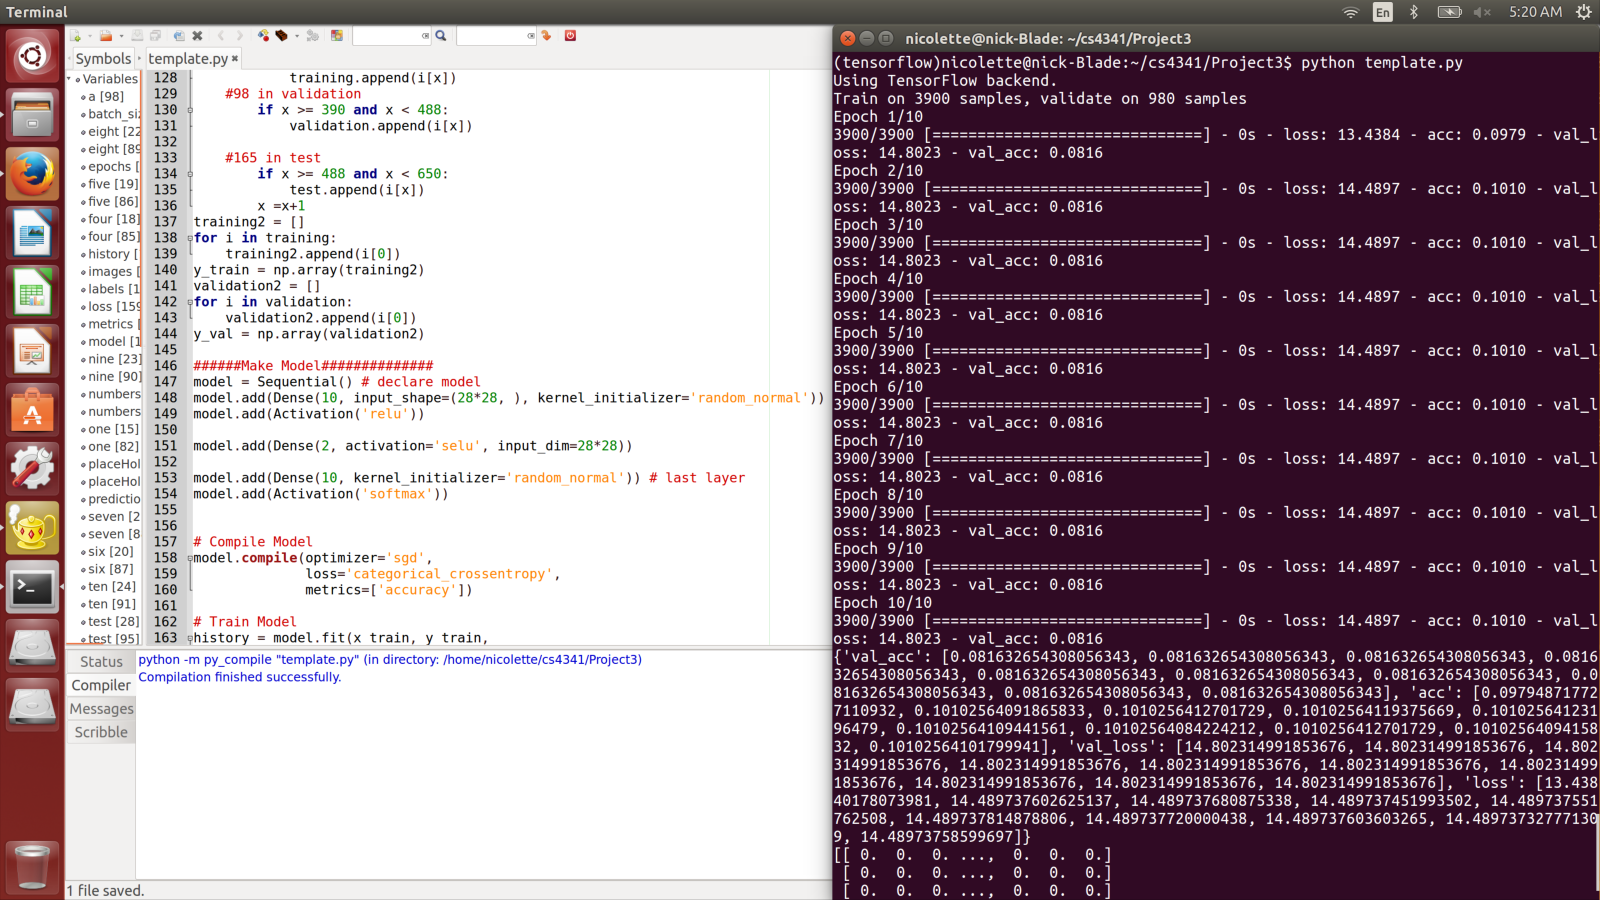 Terminal
En
5:20 AM
Symbols
template.py
Variables
a [98]
batch_si
eight [22
eight [89
epochs [
five [19]
five [86]
four [18]
four [85]
history [
images [
labels [1
loss [159
metrics [
model [1
nine [23]
nine [90]
numbers
numbers
one [15]
one [82]
placeHol
placeHol
predictio
seven [2
seven [8
six [20]
six [87]
ten [24]
ten [91]
test [28]
test [95]
128 training.append(i[x])
129 #98 in validation
130 if x >= 390 and x < 488:
131 validation.append(i[x])
132
133 #165 in test
134 if x >= 488 and x < 650:
135 test.append(i[x])
136 x =x+1
137 training2 = []
138 for i in training:
139 training2.append(i[0])
140 y_train = np.array(training2)
141 validation2 = []
142 for i in validation:
143 validation2.append(i[0])
144 y_val = np.array(validation2)
145
146 ######Make Model##############
147 model = Sequential() # declare model
148 model.add(Dense(10, input_shape=(28*28, ), kernel_initializer='random_normal'))
149 model.add(Activation('relu'))
150
151 model.add(Dense(2, activation='selu', input_dim=28*28))
152
153 model.add(Dense(10, kernel_initializer='random_normal')) # last layer
154 model.add(Activation('softmax'))
155
156
157 # Compile Model
158 model.compile(optimizer='sgd',
159 loss='categorical_crossentropy',
160 metrics=['accuracy'])
161
162 # Train Model
163 history = model.fit(x_train, y_train,
Status
Compiler
Messages
Scribble
python -m py_compile "template.py" (in directory: /home/nicolette/cs4341/Project3)
Compilation finished successfully.
1 file saved.
nicolette@nick-Blade: ~/cs4341/Project3
(tensorflow)nicolette@nick-Blade:~/cs4341/Project3$ python template.py
Using TensorFlow backend.
Train on 3900 samples, validate on 980 samples
Epoch 1/10
3900/3900 [==============================] - 0s - loss: 13.4384 - acc: 0.0979 - val_l
oss: 14.8023 - val_acc: 0.0816
Epoch 2/10
3900/3900 [==============================] - 0s - loss: 14.4897 - acc: 0.1010 - val_l
oss: 14.8023 - val_acc: 0.0816
Epoch 3/10
3900/3900 [==============================] - 0s - loss: 14.4897 - acc: 0.1010 - val_l
oss: 14.8023 - val_acc: 0.0816
Epoch 4/10
3900/3900 [==============================] - 0s - loss: 14.4897 - acc: 0.1010 - val_l
oss: 14.8023 - val_acc: 0.0816
Epoch 5/10
3900/3900 [==============================] - 0s - loss: 14.4897 - acc: 0.1010 - val_l
oss: 14.8023 - val_acc: 0.0816
Epoch 6/10
3900/3900 [==============================] - 0s - loss: 14.4897 - acc: 0.1010 - val_l
oss: 14.8023 - val_acc: 0.0816
Epoch 7/10
3900/3900 [==============================] - 0s - loss: 14.4897 - acc: 0.1010 - val_l
oss: 14.8023 - val_acc: 0.0816
Epoch 8/10
3900/3900 [==============================] - 0s - loss: 14.4897 - acc: 0.1010 - val_l
oss: 14.8023 - val_acc: 0.0816
Epoch 9/10
3900/3900 [==============================] - 0s - loss: 14.4897 - acc: 0.1010 - val_l
oss: 14.8023 - val_acc: 0.0816
Epoch 10/10
3900/3900 [==============================] - 0s - loss: 14.4897 - acc: 0.1010 - val_l
oss: 14.8023 - val_acc: 0.0816
{'val_acc': [0.081632654308056343, 0.081632654308056343, 0.081632654308056343, 0.0816
32654308056343, 0.081632654308056343, 0.081632654308056343, 0.081632654308056343, 0.0
81632654308056343, 0.081632654308056343, 0.081632654308056343], 'acc': [0.09794871772
7110932, 0.10102564091865833, 0.1010256412701729, 0.10102564119375669, 0.101025641231
96479, 0.10102564109441561, 0.10102564084224212, 0.1010256412701729, 0.10102564094158
32, 0.10102564101799941], 'val_loss': [14.802314991853676, 14.802314991853676, 14.802
314991853676, 14.802314991853676, 14.802314991853676, 14.802314991853676, 14.80231499
1853676, 14.802314991853676, 14.802314991853676, 14.802314991853676], 'loss': [13.438
40178073981, 14.489737602625137, 14.489737680875338, 14.489737451993502, 14.489737551
762508, 14.489737814878806, 14.489737720000438, 14.489737603603265, 14.48973732777130
9, 14.48973758599697]}
[[ 0. 0. 0. ..., 0. 0. 0.]
[ 0. 0. 0. ..., 0. 0. 0.]
[ 0. 0. 0. ..., 0. 0. 0.]